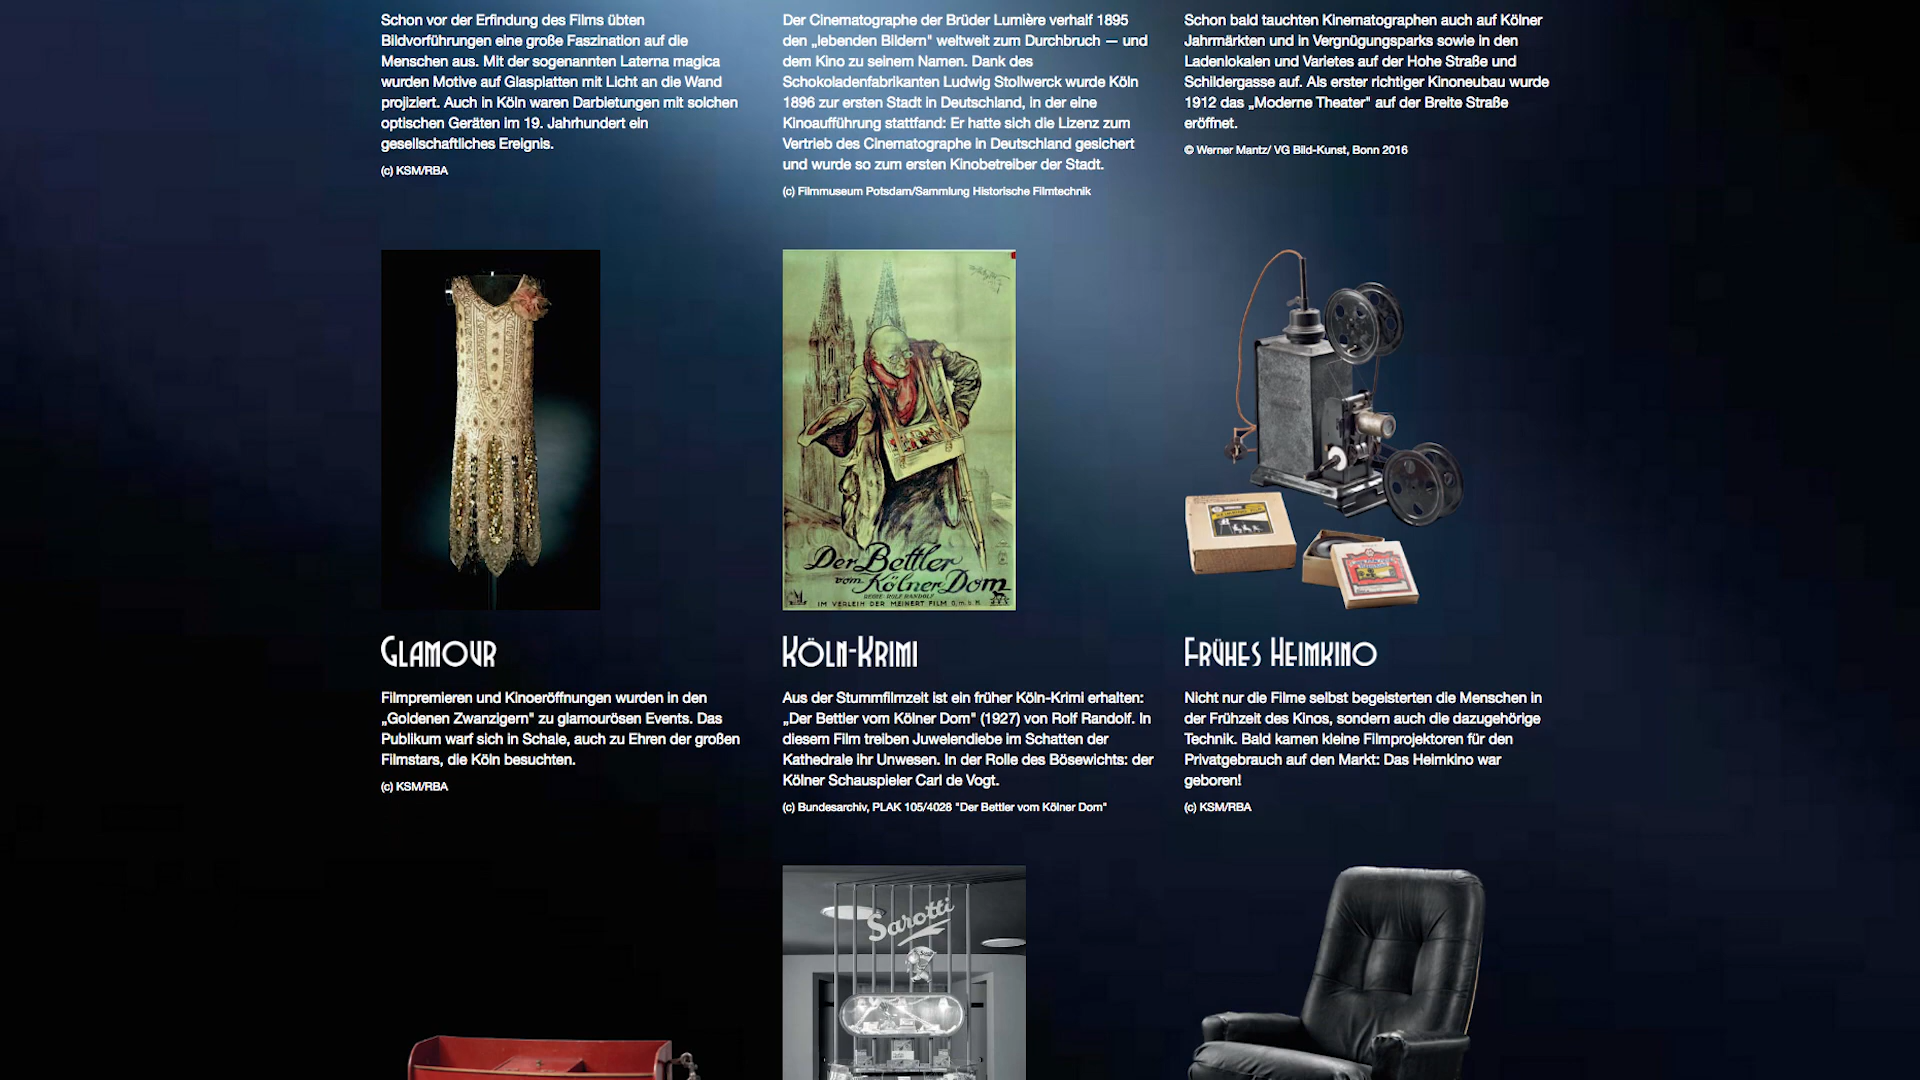 Schon vor der Erfindung des Films übten
Bildvorführungen eine große Faszination auf die
Menschen aus. Mit der sogenannten Laterna magica
wurden Motive auf Glasplatten mit Licht an die Wand
projiziert. Auch in Köln waren Darbietungen mit solchen
optischen Geräten im 19. Jahrhundert ein
gesellschaftliches Ereignis.
(c) KSM/RBA
Der Cinematographe der Brüder Lumière verhalf 1895
den „lebenden Bildern" weltweit zum Durchbruch — und
dem Kino zu seinem Namen. Dank des
Schokoladenfabrikanten Ludwig Stollwerck wurde Köln
1896 zur ersten Stadt in Deutschland, in der eine
Kinoaufführung stattfand: Er hatte sich die Lizenz zum
Vertrieb des Cinematographe in Deutschland gesichert
und wurde so zum ersten Kinobetreiber der Stadt.
(c) Filmmuseum Potsdam/Sammlung Historische Filmtechnik
Schon bald tauchten Kinematographen auch auf Kölner
Jahrmärkten und in Vergnügungsparks sowie in den
Ladenlokalen und Varietes auf der Hohe Straße und
Schildergasse auf. Als erster richtiger Kinoneubau wurde
1912 das „Moderne Theater" auf der Breite Straße
eröffnet.
© Werner Mantz/ VG Bild-Kunst, Bonn 2016
Der Bettler
vom Kölner Dom
REGIE: ROLF RANDOLF
IM VERLEIH DER MEINERT FILM G.m.b.H.
GLAMOUR
Filmpremieren und Kinoeröffnungen wurden in den
„Goldenen Zwanzigern" zu glamourösen Events. Das
Publikum warf sich in Schale, auch zu Ehren der großen
Filmstars, die Köln besuchten.
(c) KSM/RBA
KÖLN-KRIMI
Aus der Stummfilmzeit ist ein früher Köln-Krimi erhalten:
„Der Bettler vom Kölner Dom" (1927) von Rolf Randolf. In
diesem Film treiben Juwelendiebe im Schatten der
Kathedrale ihr Unwesen. In der Rolle des Bösewichts: der
Kölner Schauspieler Carl de Vogt.
(c) Bundesarchiv, PLAK 105/4028 "Der Bettler vom Kölner Dom"
FRÜHES HEIMKINO
Nicht nur die Filme selbst begeisterten die Menschen in
der Frühzeit des Kinos, sondern auch die dazugehörige
Technik. Bald kamen kleine Filmprojektoren für den
Privatgebrauch auf den Markt: Das Heimkino war
geboren!
(c) KSM/RBA
Sarotti